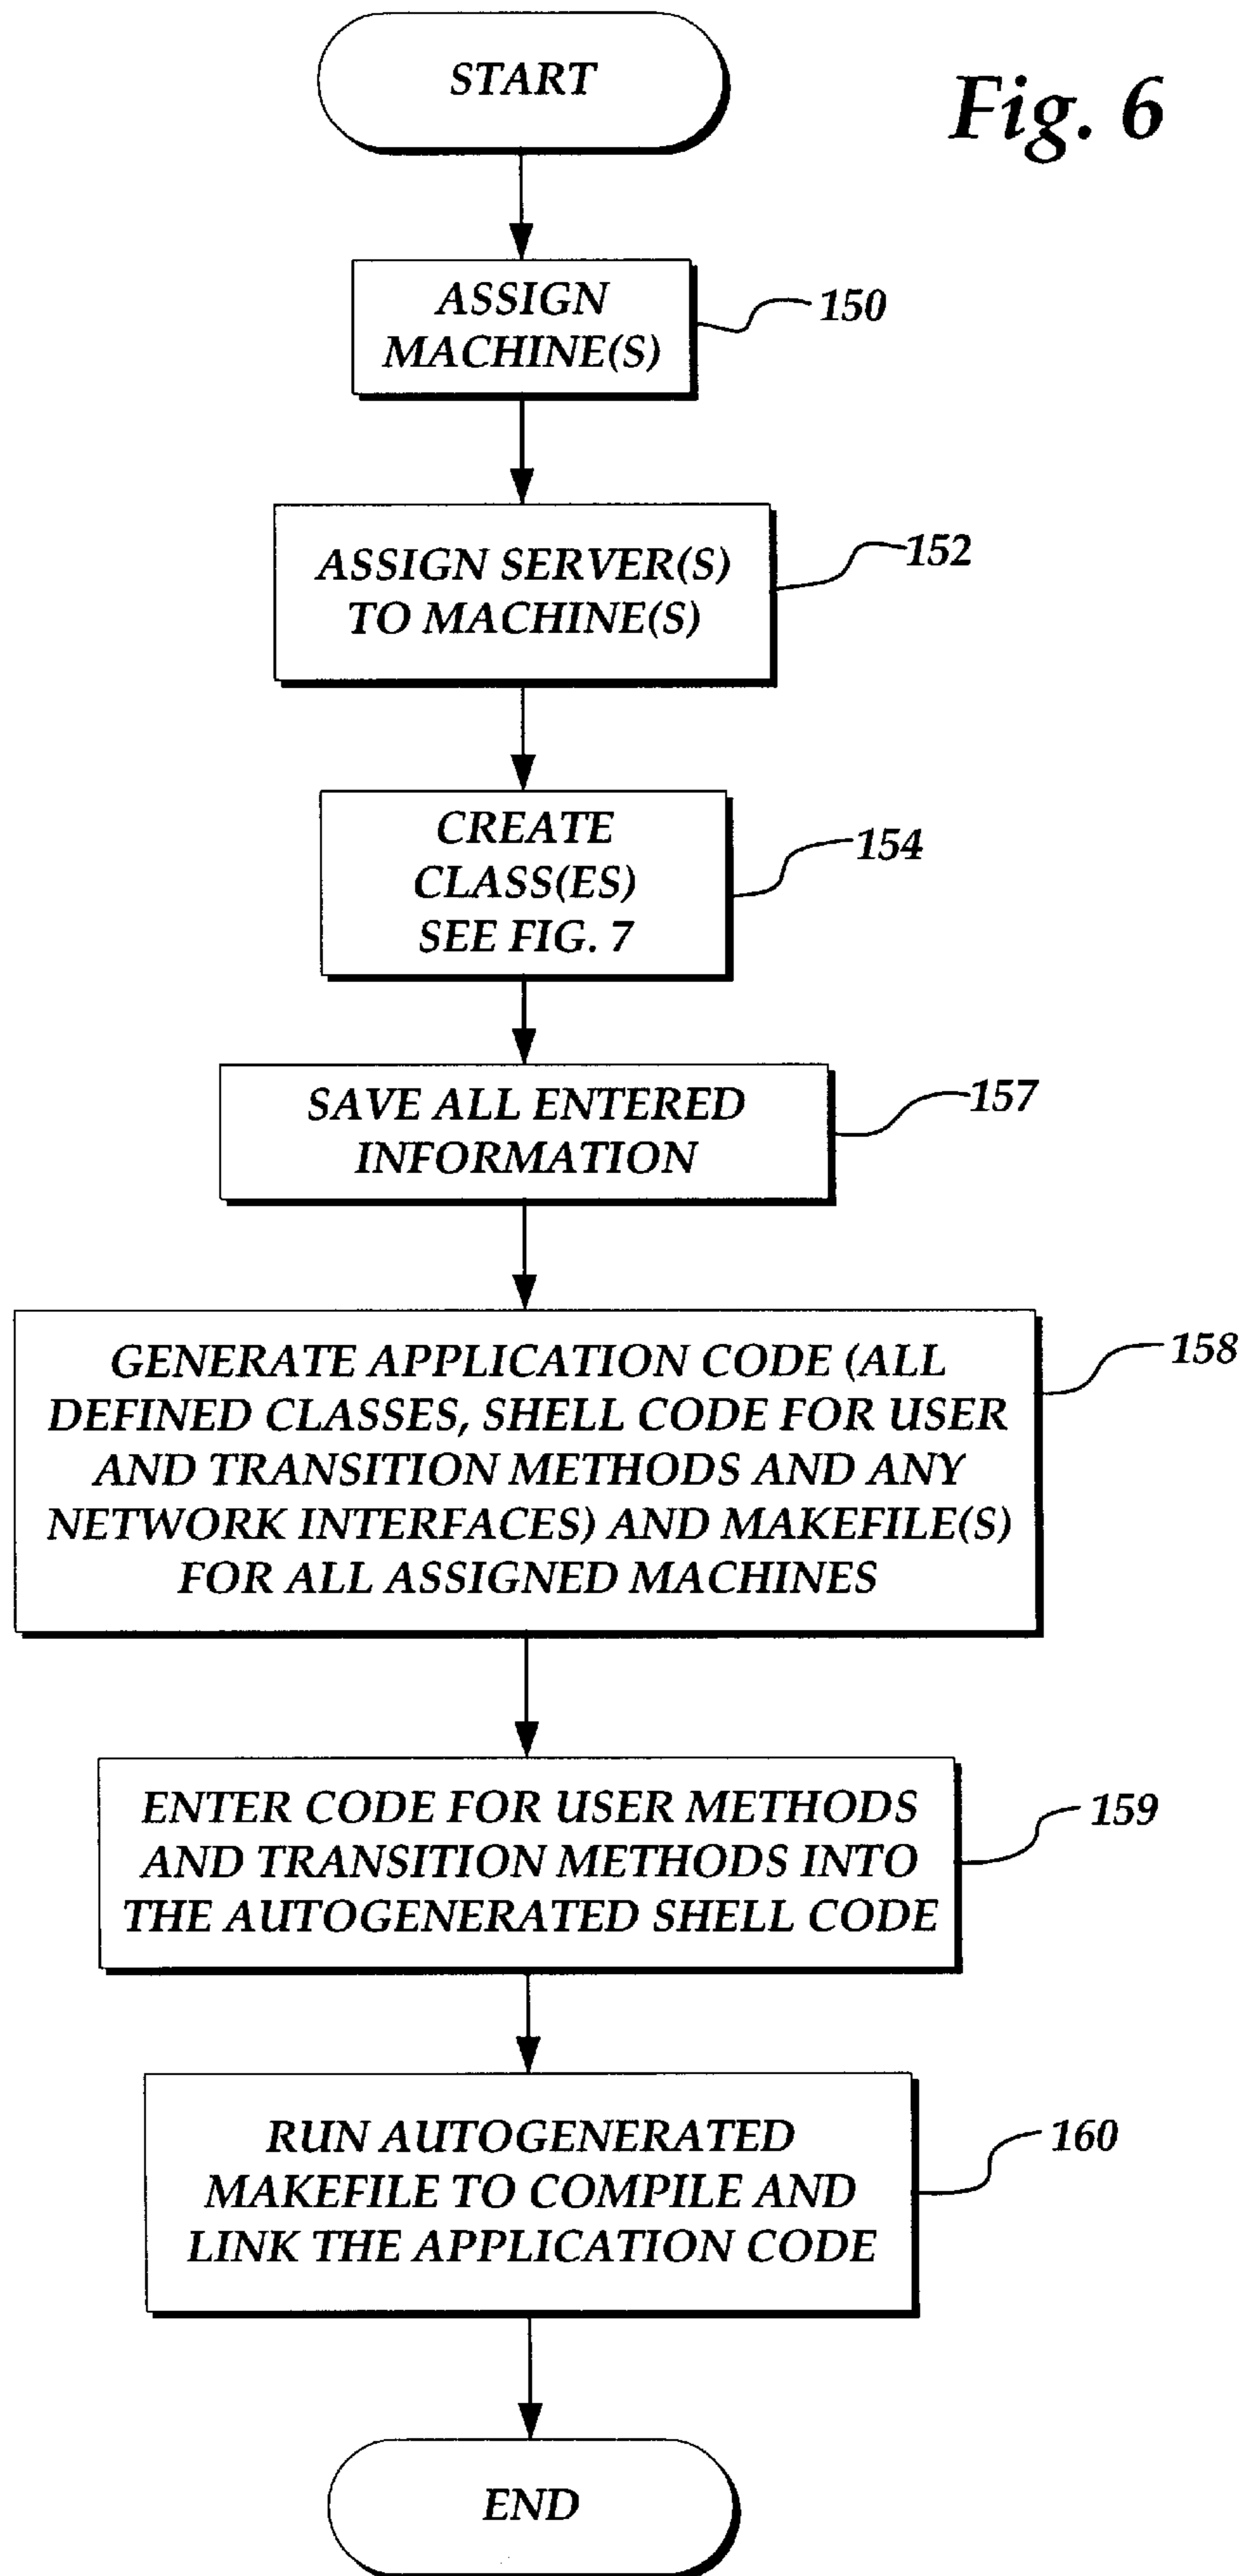 START
Fig. 6
ASSIGN
MACHINE(S)
150
ASSIGN SERVER(S)
TO MACHINE(S)
152
CREATE
CLASS(ES)
SEE FIG. 7
154
SAVE ALL ENTERED
INFORMATION
157
GENERATE APPLICATION CODE (ALL
DEFINED CLASSES, SHELL CODE FOR USER
AND TRANSITION METHODS AND ANY
NETWORK INTERFACES) AND MAKEFILE(S)
FOR ALL ASSIGNED MACHINES
158
ENTER CODE FOR USER METHODS
AND TRANSITION METHODS INTO
THE AUTOGENERATED SHELL CODE
159
RUN AUTOGENERATED
MAKEFILE TO COMPILE AND
LINK THE APPLICATION CODE
160
END